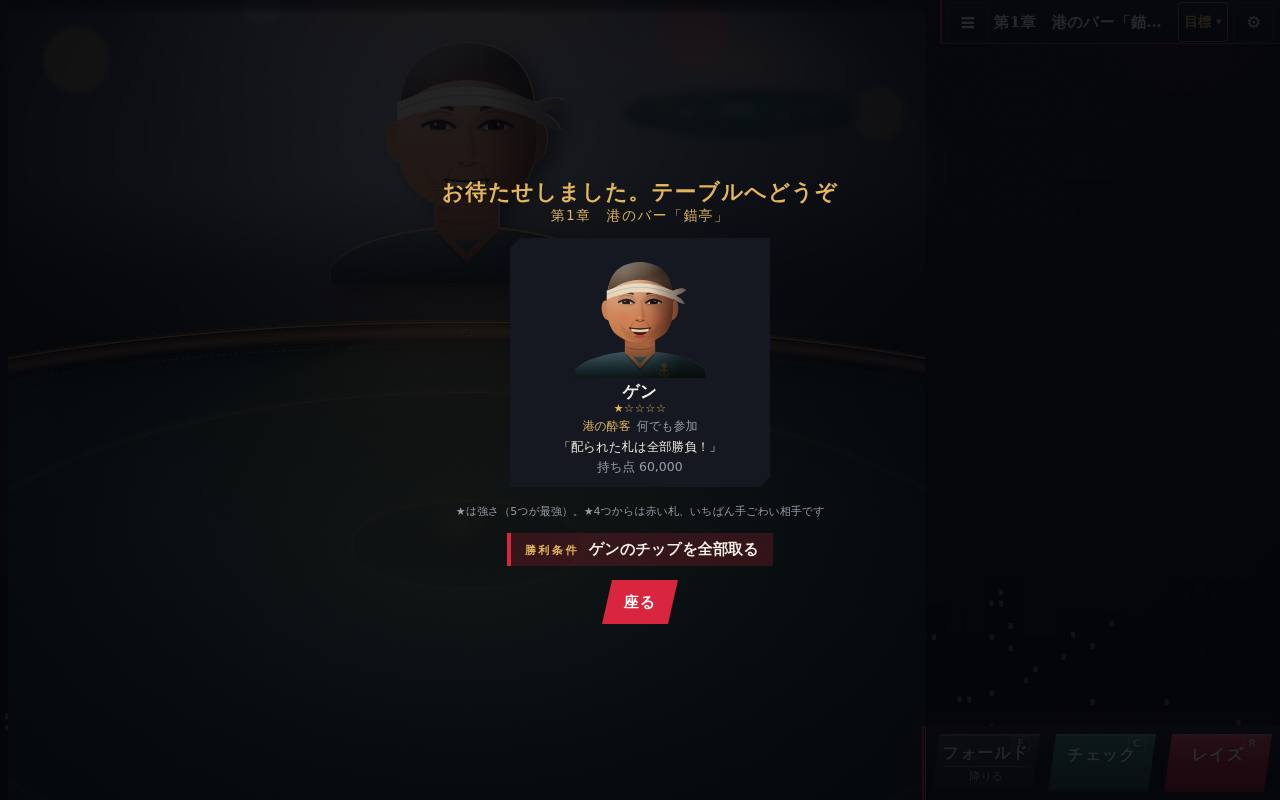 ☰ 第1章　港のバー「錨... 目標 ▾ ⚙
お待たせしました。テーブルへどうぞ
第1章　港のバー「錨亭」
ゲン
★☆☆☆☆
港の酔客 何でも参加
「配られた札は全部勝負！」
持ち点 60,000
★は強さ（5つが最強）。★4つからは赤い札、いちばん手ごわい相手です
勝利条件 ゲンのチップを全部取る
座る
フォールド F
降りる
チェック C
レイズ R